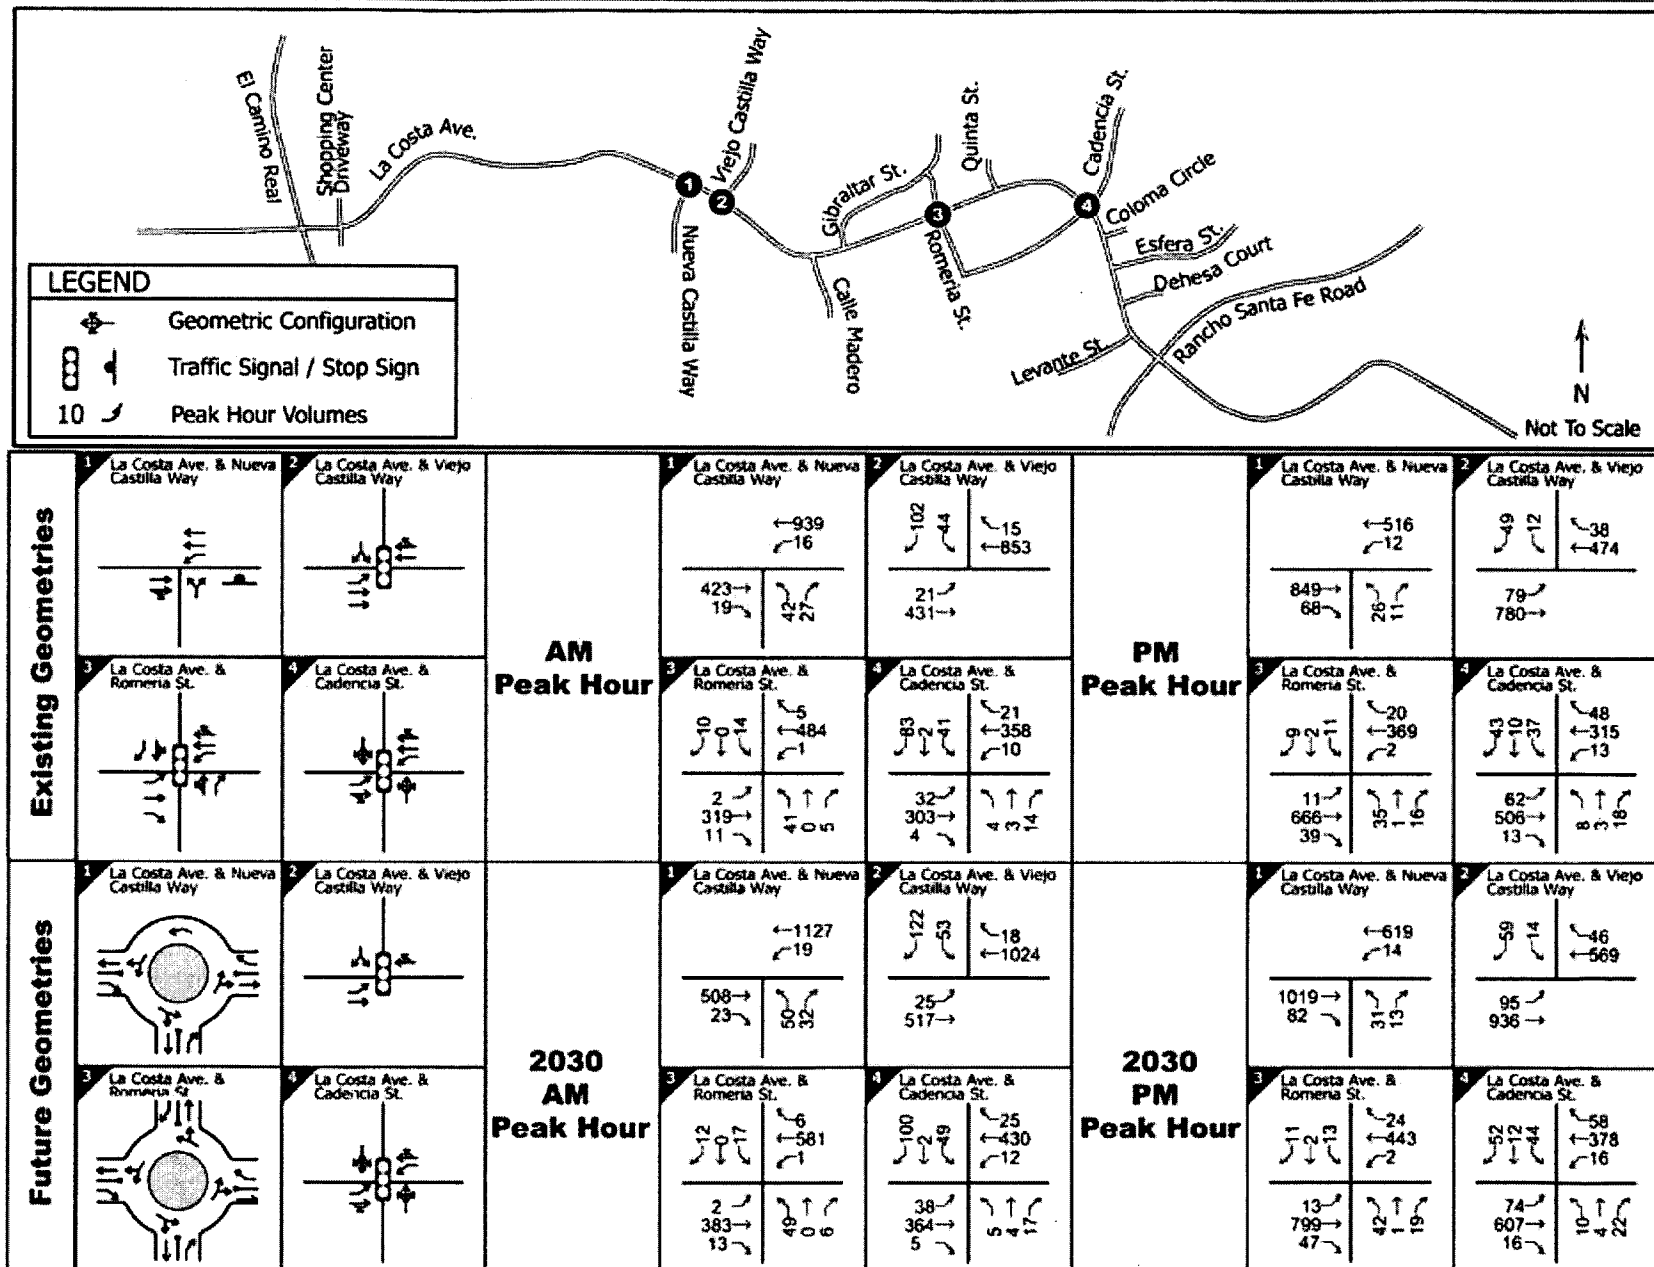 El Camino Real
Shopping Center
Driveway
La Costa Ave.
Viejo Castilla Way
1
2
Nueva Castilla Way
Gibraltar St.
Calle Madero
3
Romeria St.
Quinta St.
Cadencia St.
4
Coloma Circle
Esfera St.
Dehesa Court
Rancho Santa Fe Road
Levante St.
N
Not To Scale
LEGEND
Geometric Configuration
Traffic Signal / Stop Sign
10 Peak Hour Volumes
Existing Geometries
1 La Costa Ave. & Nueva
Castilla Way
2 La Costa Ave. & Viejo
Castilla Way
3 La Costa Ave. &
Romeria St.
4 La Costa Ave. &
Cadencia St.
AM
Peak Hour
1 La Costa Ave. & Nueva
Castilla Way
939
16
423
19
42
27
2 La Costa Ave. & Viejo
Castilla Way
102
44
15
853
21
431
3 La Costa Ave. &
Romeria St.
10
0
14
5
484
1
2
319
11
41
0
5
4 La Costa Ave. &
Cadencia St.
83
2
41
21
358
10
32
303
4
4
3
14
PM
Peak Hour
1 La Costa Ave. & Nueva
Castilla Way
516
12
849
68
26
11
2 La Costa Ave. & Viejo
Castilla Way
49
12
38
474
79
780
3 La Costa Ave. &
Romeria St.
9
2
11
20
369
2
11
666
39
35
1
16
4 La Costa Ave. &
Cadencia St.
43
10
37
48
315
13
62
506
13
8
3
18
Future Geometries
1 La Costa Ave. & Nueva
Castilla Way
2 La Costa Ave. & Viejo
Castilla Way
3 La Costa Ave. &
Romeria St.
4 La Costa Ave. &
Cadencia St.
2030
AM
Peak Hour
1 La Costa Ave. & Nueva
Castilla Way
1127
19
508
23
50
32
2 La Costa Ave. & Viejo
Castilla Way
122
53
18
1024
25
517
3 La Costa Ave. &
Romeria St.
12
0
17
6
581
1
2
383
13
49
0
6
4 La Costa Ave. &
Cadencia St.
100
2
49
25
430
12
38
364
5
5
4
17
2030
PM
Peak Hour
1 La Costa Ave. & Nueva
Castilla Way
619
14
1019
82
31
13
2 La Costa Ave. & Viejo
Castilla Way
59
14
46
569
95
936
3 La Costa Ave. &
Romeria St.
11
2
13
24
443
2
13
799
47
42
1
19
4 La Costa Ave. &
Cadencia St.
52
12
44
58
378
16
74
607
16
10
4
22